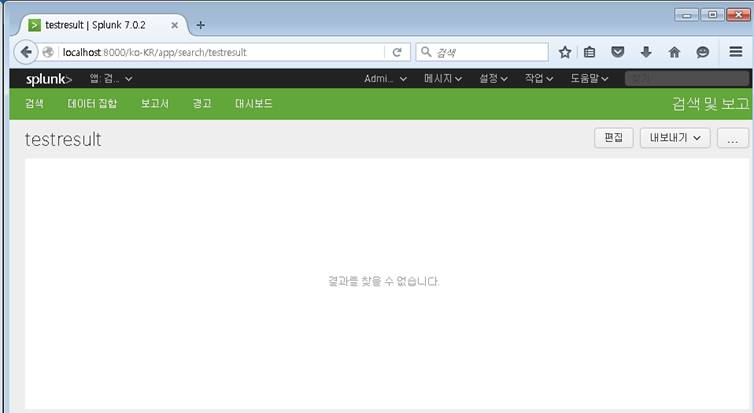 testresult | Splunk 7.0.2
localhost:8000/ko-KR/app/search/testresult
검색
splunk>
앱: 검...
Admi...
메시지
설정
작업
도움말
찾기
검색
데이터 집합
보고서
경고
대시보드
검색 및 보고
testresult
편집
내보내기
...
결과를 찾을 수 없습니다.